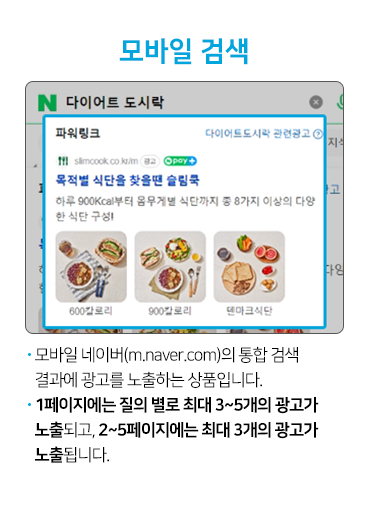 모바일 검색
N 다이어트 도시락
파워링크 다이어트도시락 관련광고
slimcook.co.kr/m 광고 N pay+
목적별 식단을 찾을땐 슬림쿡
하루 900Kcal부터 몸무게별 식단까지 총 8가지 이상의 다양
한 식단 구성!
600칼로리 900칼로리 덴마크식단
· 모바일 네이버(m.naver.com)의 통합 검색
결과에 광고를 노출하는 상품입니다.
· 1페이지에는 질의 별로 최대 3~5개의 광고가
노출되고, 2~5페이지에는 최대 3개의 광고가
노출됩니다.